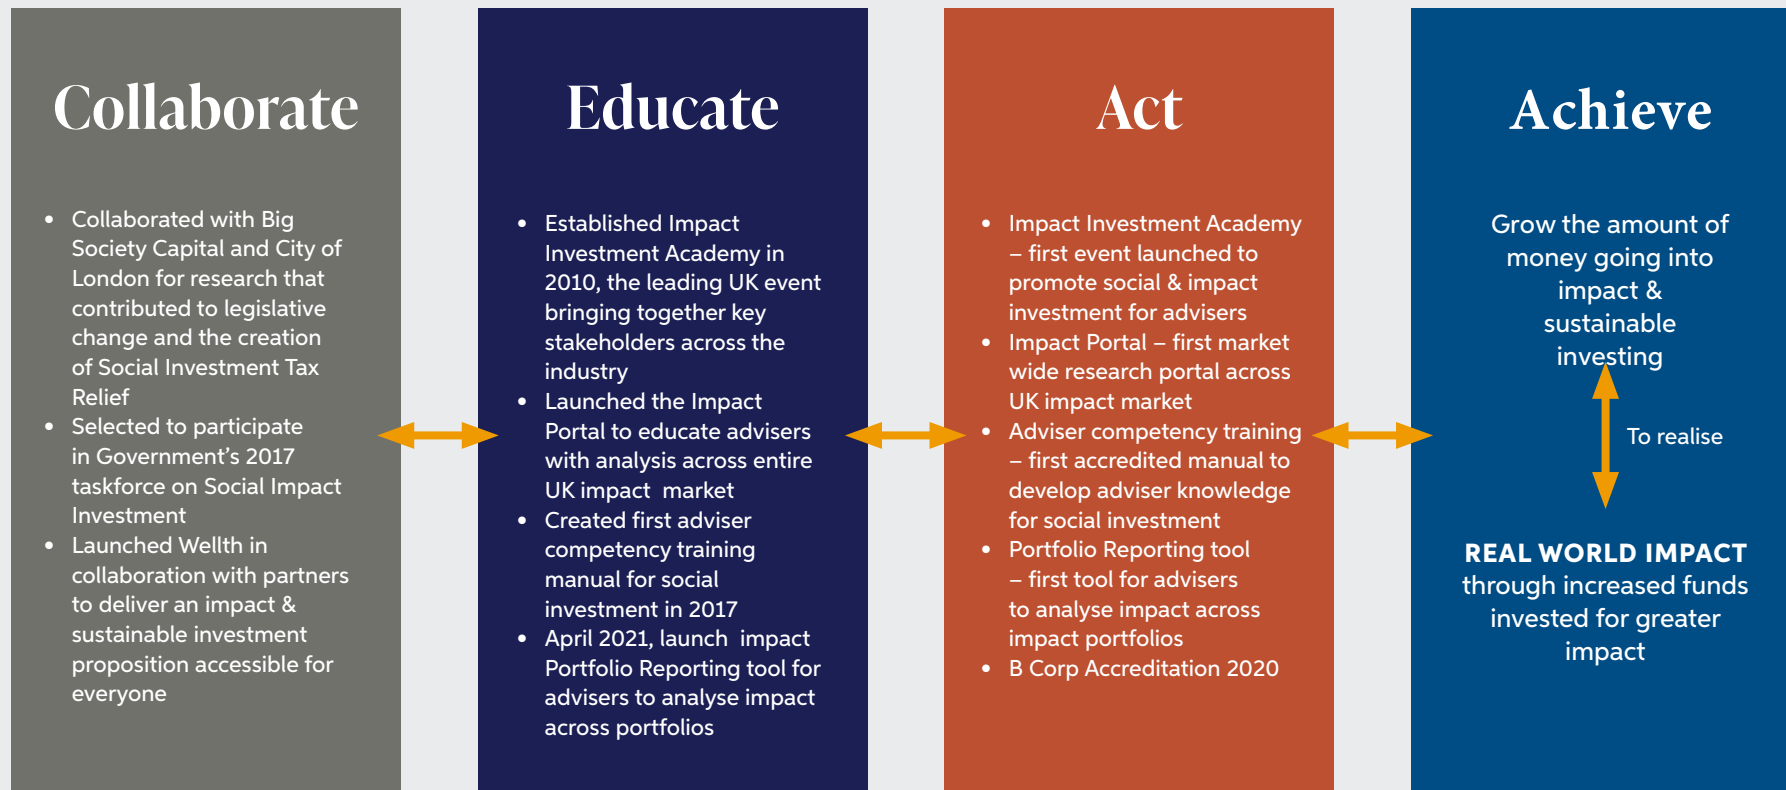 Collaborate
• Collaborated with Big
Society Capital and City of
London for research that
contributed to legislative
change and the creation
of Social Investment Tax
Relief
• Selected to participate
in Government’s 2017
taskforce on Social Impact
Investment
• Launched Wellth in
collaboration with partners
to deliver an impact &
sustainable investment
proposition accessible for
everyone
Educate
• Established Impact
Investment Academy in
2010, the leading UK event
bringing together key
stakeholders across the
industry
• Launched the Impact
Portal to educate advisers
with analysis across entire
UK impact market
• Created first adviser
competency training
manual for social
investment in 2017
• April 2021, launch impact
Portfolio Reporting tool for
advisers to analyse impact
across portfolios
Act
• Impact Investment Academy
– first event launched to
promote social & impact
investment for advisers
• Impact Portal – first market
wide research portal across
UK impact market
• Adviser competency training
– first accredited manual to
develop adviser knowledge
for social investment
• Portfolio Reporting tool
– first tool for advisers
to analyse impact across
impact portfolios
• B Corp Accreditation 2020
Achieve
Grow the amount of
money going into
impact &
sustainable
investing
To realise
REAL WORLD IMPACT
through increased funds
invested for greater
impact